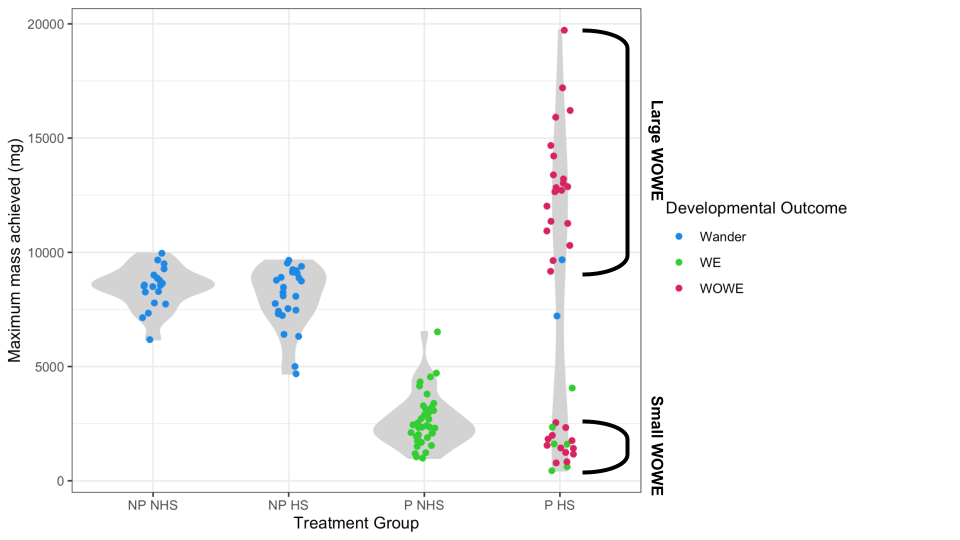 20000
15000
10000
5000
0
Maximum mass achieved (mg)
NP NHS
NP HS
P NHS
P HS
Treatment Group
Large WOWE
Small WOWE
Developmental Outcome
Wander
WE
WOWE